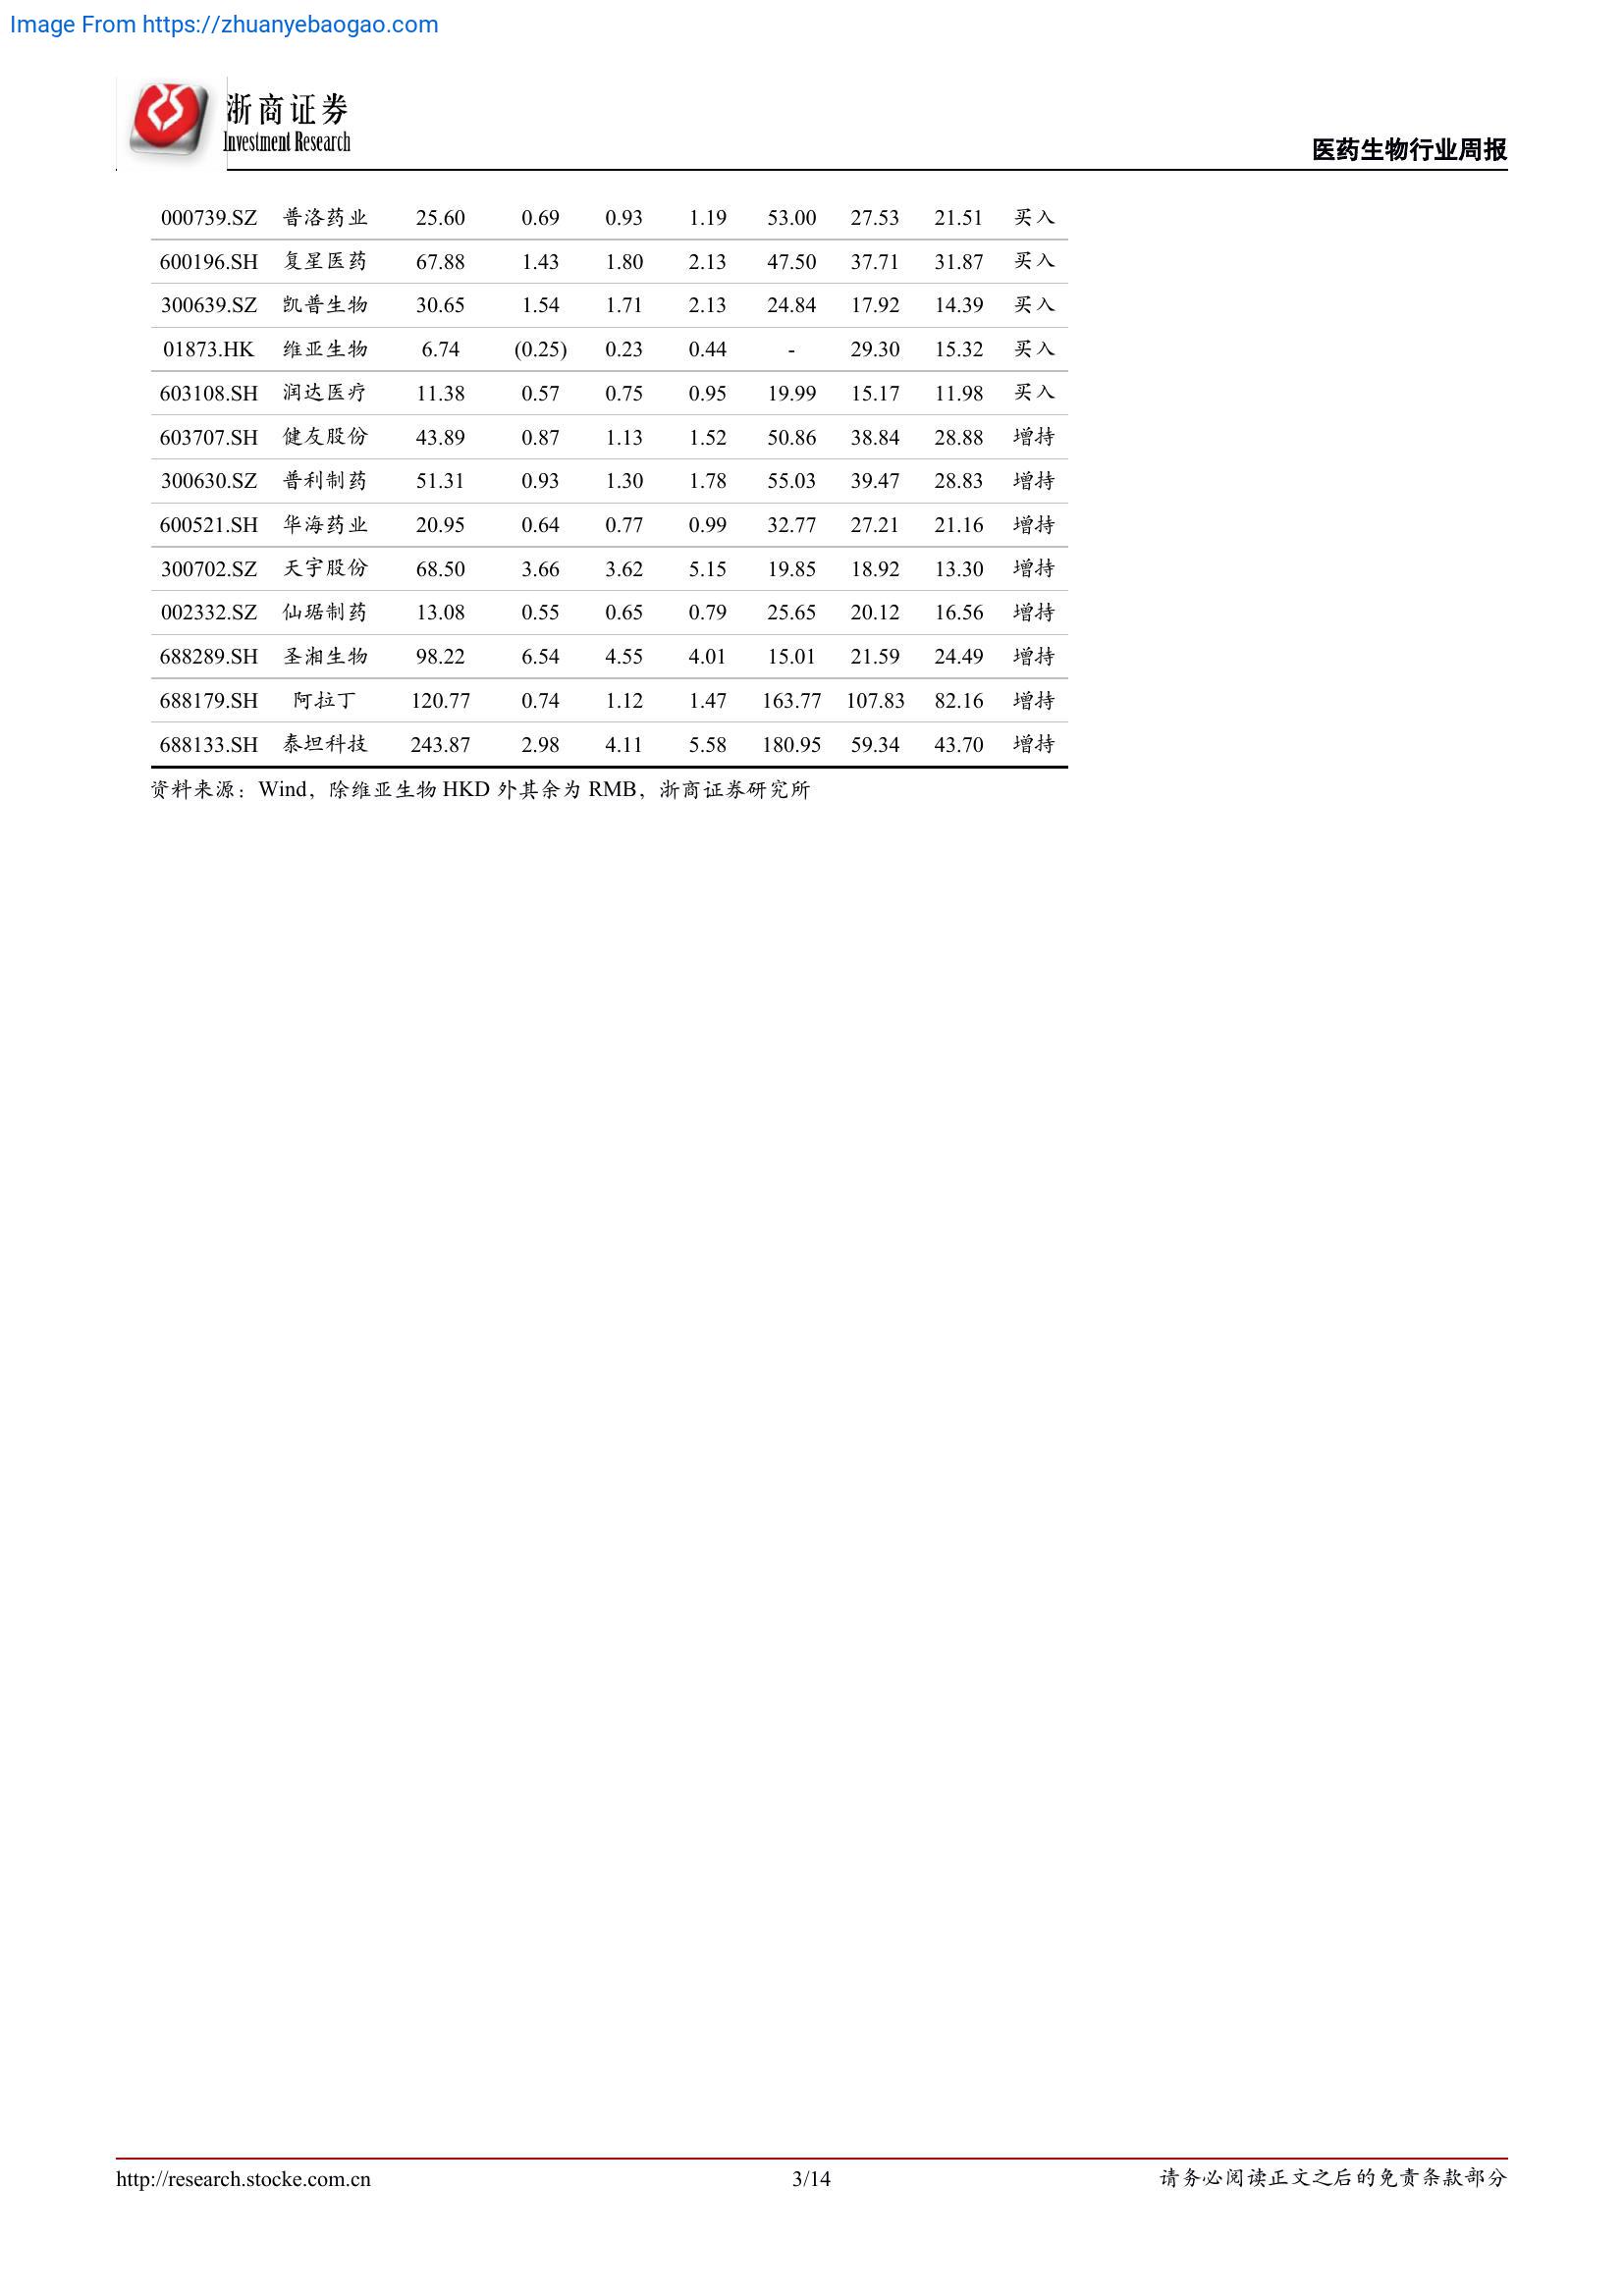 Image From https://zhuanyebaogao.com
浙商证券
Investment Research
医药生物行业周报
000739.SZ 普洛药业 25.60 0.69 0.93 1.19 53.00 27.53 21.51 买入
600196.SH 复星医药 67.88 1.43 1.80 2.13 47.50 37.71 31.87 买入
300639.SZ 凯普生物 30.65 1.54 1.71 2.13 24.84 17.92 14.39 买入
01873.HK 维亚生物 6.74 (0.25) 0.23 0.44 - 29.30 15.32 买入
603108.SH 润达医疗 11.38 0.57 0.75 0.95 19.99 15.17 11.98 买入
603707.SH 健友股份 43.89 0.87 1.13 1.52 50.86 38.84 28.88 增持
300630.SZ 普利制药 51.31 0.93 1.30 1.78 55.03 39.47 28.83 增持
600521.SH 华海药业 20.95 0.64 0.77 0.99 32.77 27.21 21.16 增持
300702.SZ 天宇股份 68.50 3.66 3.62 5.15 19.85 18.92 13.30 增持
002332.SZ 仙琚制药 13.08 0.55 0.65 0.79 25.65 20.12 16.56 增持
688289.SH 圣湘生物 98.22 6.54 4.55 4.01 15.01 21.59 24.49 增持
688179.SH 阿拉丁 120.77 0.74 1.12 1.47 163.77 107.83 82.16 增持
688133.SH 泰坦科技 243.87 2.98 4.11 5.58 180.95 59.34 43.70 增持
资料来源：Wind，除维亚生物 HKD 外其余为 RMB，浙商证券研究所
http://research.stocke.com.cn 3/14 请务必阅读正文之后的免责条款部分